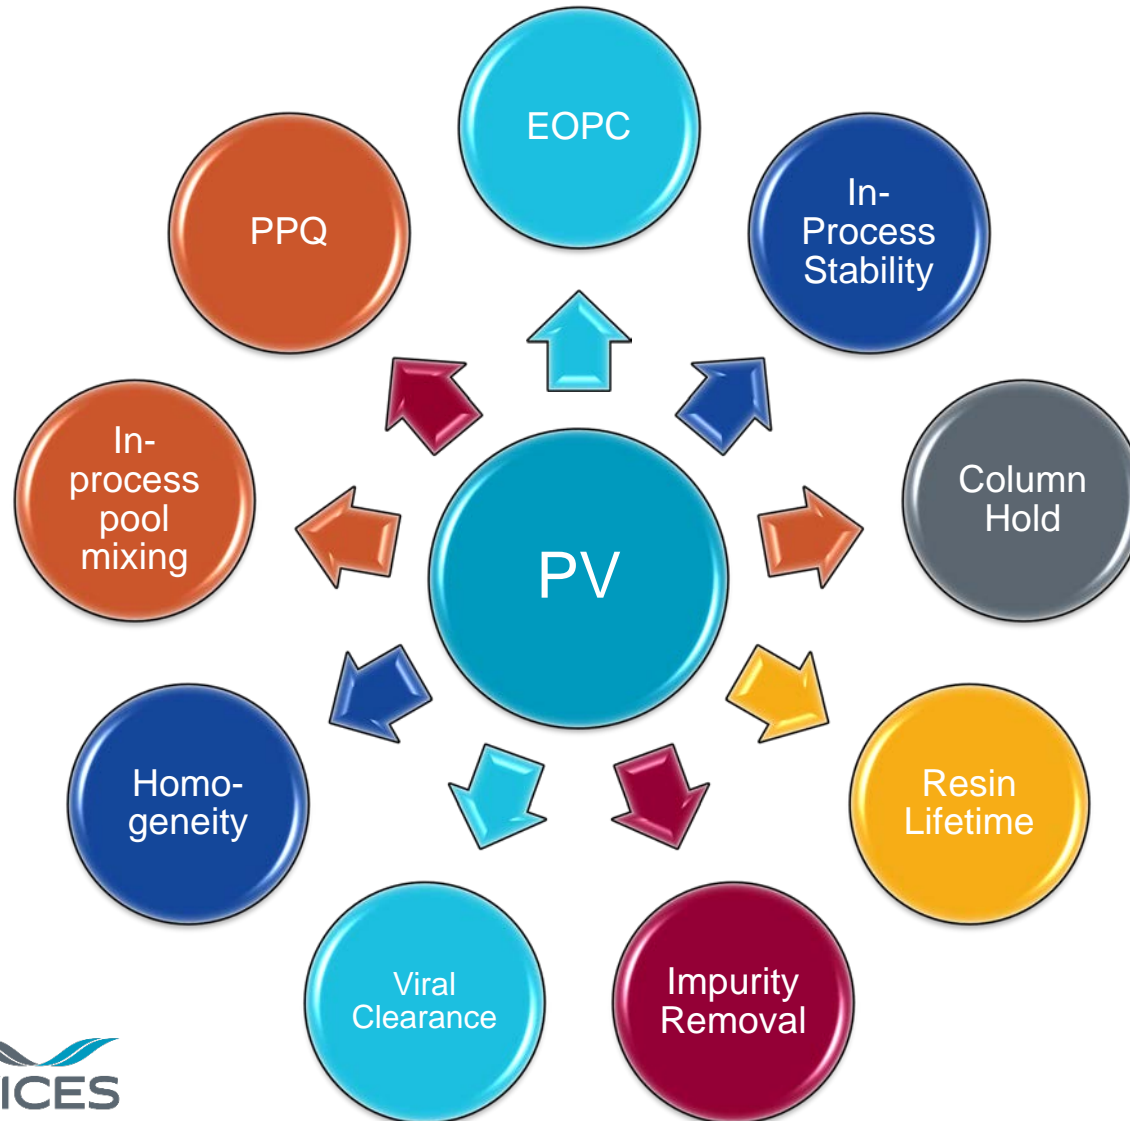 EOPC
In-
Process
Stability
Column
Hold
Resin
Lifetime
Impurity
Removal
Viral
Clearance
Homo-
geneity
In-
process
pool
mixing
PPQ
PV
ICES